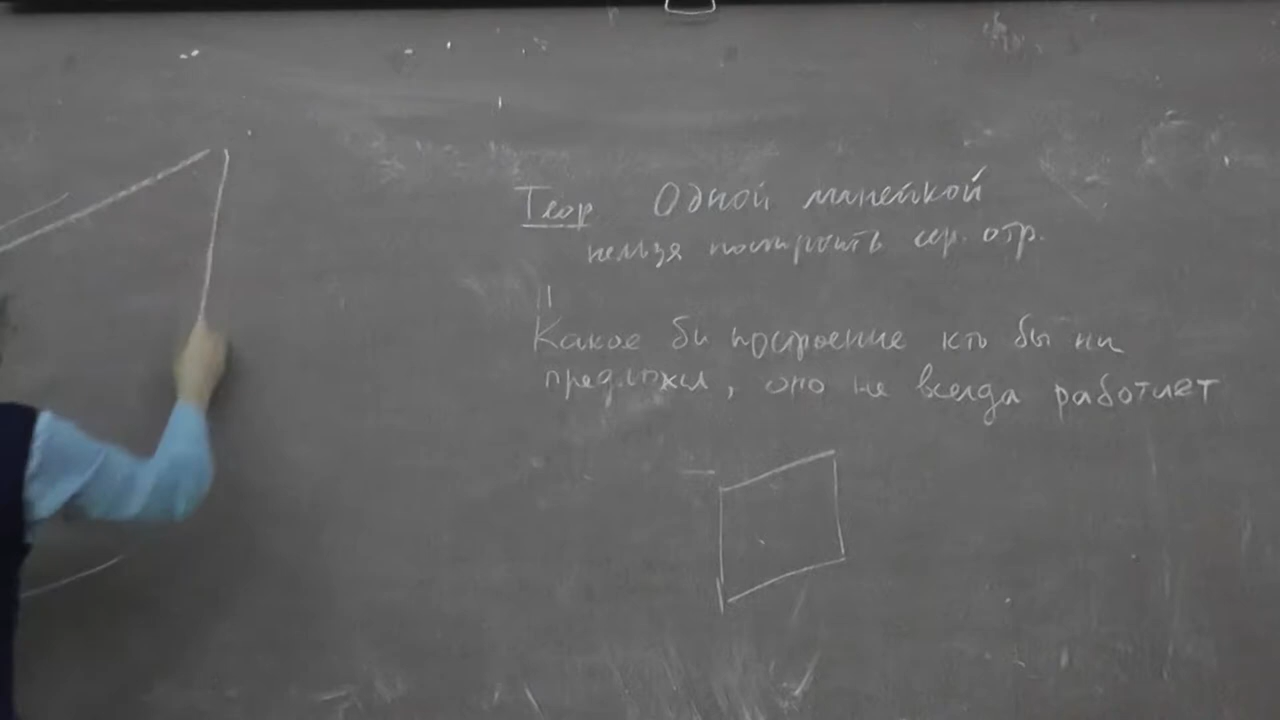 Теор Одной линейкой
нельзя построить сер. отр.
Какое бы построение кто бы ни
предложил, оно не всегда работает